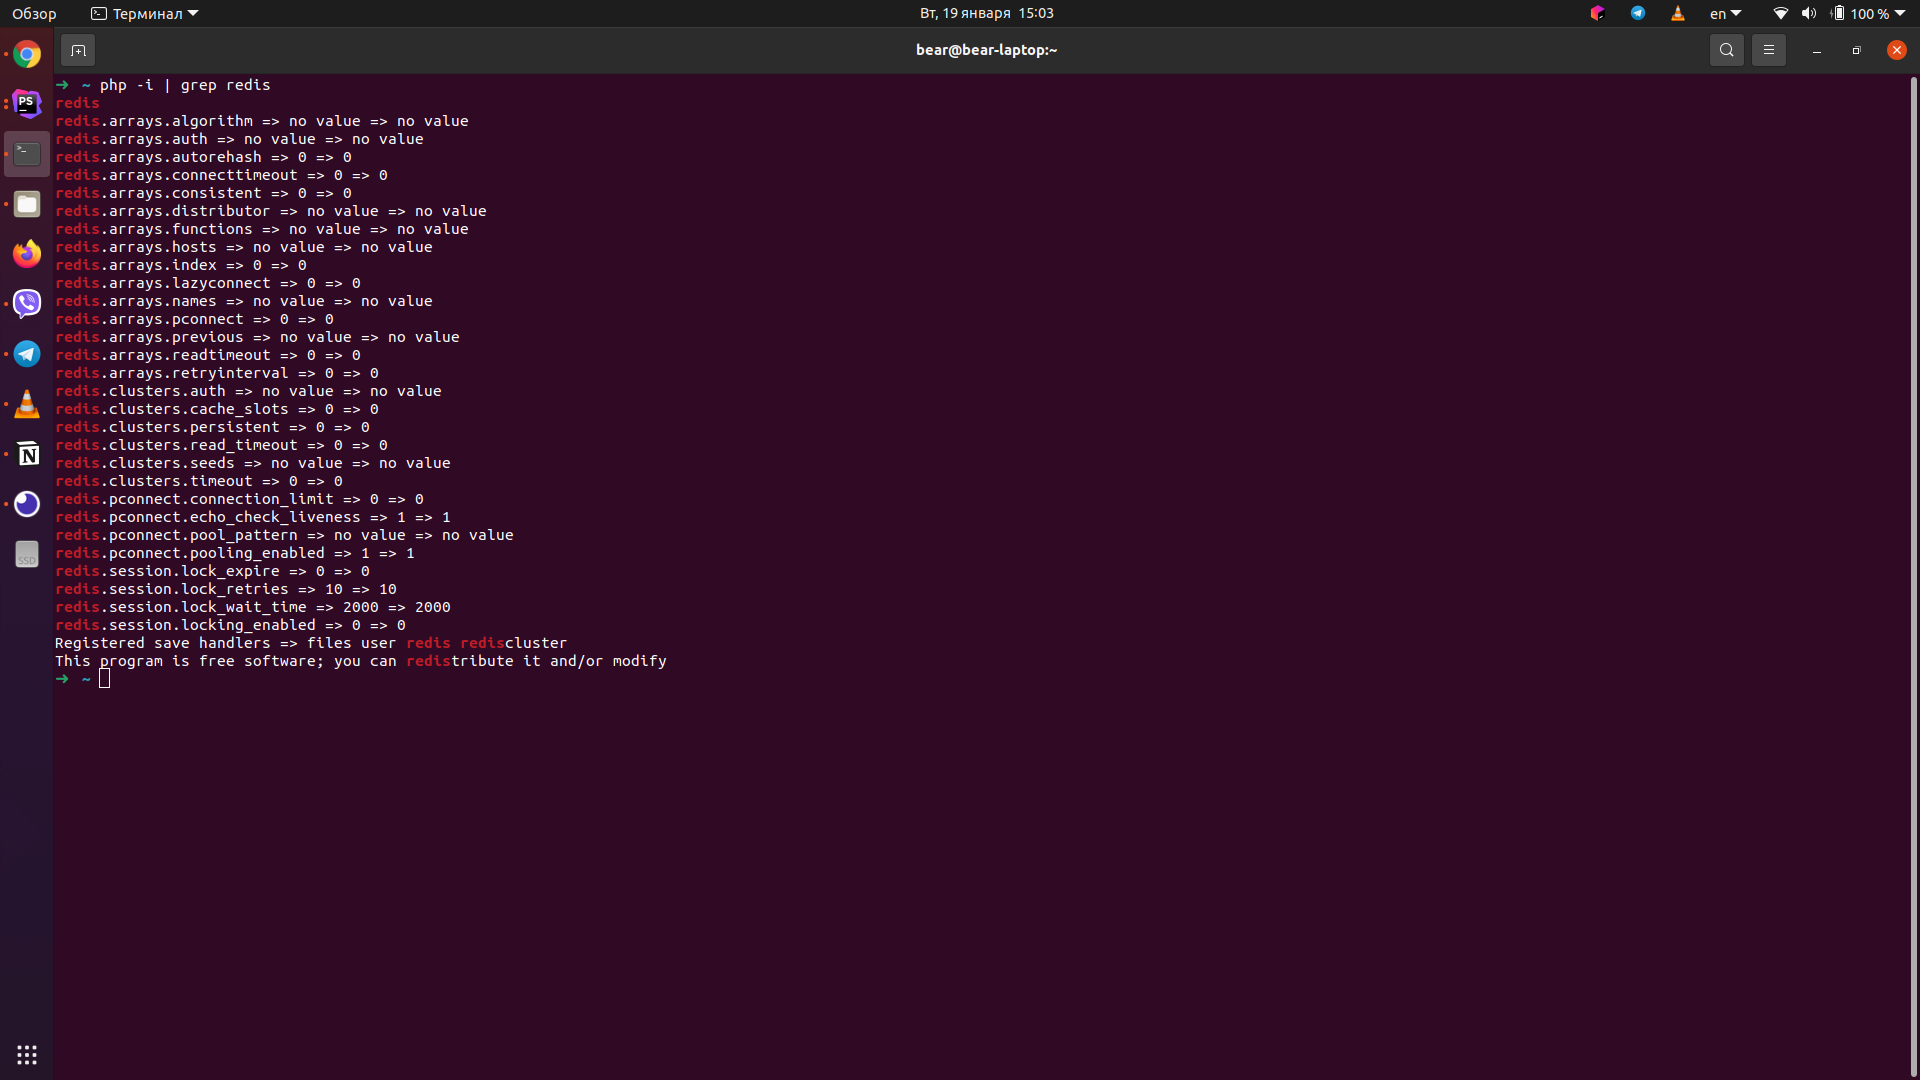 Обзор
Терминал
Вт, 19 января 15:03
en
100 %
bear@bear-laptop:~
➜ ~ php -i | grep redis
redis
redis.arrays.algorithm => no value => no value
redis.arrays.auth => no value => no value
redis.arrays.autorehash => 0 => 0
redis.arrays.connecttimeout => 0 => 0
redis.arrays.consistent => 0 => 0
redis.arrays.distributor => no value => no value
redis.arrays.functions => no value => no value
redis.arrays.hosts => no value => no value
redis.arrays.index => 0 => 0
redis.arrays.lazyconnect => 0 => 0
redis.arrays.names => no value => no value
redis.arrays.pconnect => 0 => 0
redis.arrays.previous => no value => no value
redis.arrays.readtimeout => 0 => 0
redis.arrays.retryinterval => 0 => 0
redis.clusters.auth => no value => no value
redis.clusters.cache_slots => 0 => 0
redis.clusters.persistent => 0 => 0
redis.clusters.read_timeout => 0 => 0
redis.clusters.seeds => no value => no value
redis.clusters.timeout => 0 => 0
redis.pconnect.connection_limit => 0 => 0
redis.pconnect.echo_check_liveness => 1 => 1
redis.pconnect.pool_pattern => no value => no value
redis.pconnect.pooling_enabled => 1 => 1
redis.session.lock_expire => 0 => 0
redis.session.lock_retries => 10 => 10
redis.session.lock_wait_time => 2000 => 2000
redis.session.locking_enabled => 0 => 0
Registered save handlers => files user redis rediscluster
This program is free software; you can redistribute it and/or modify
➜ ~
PS
N
SSD